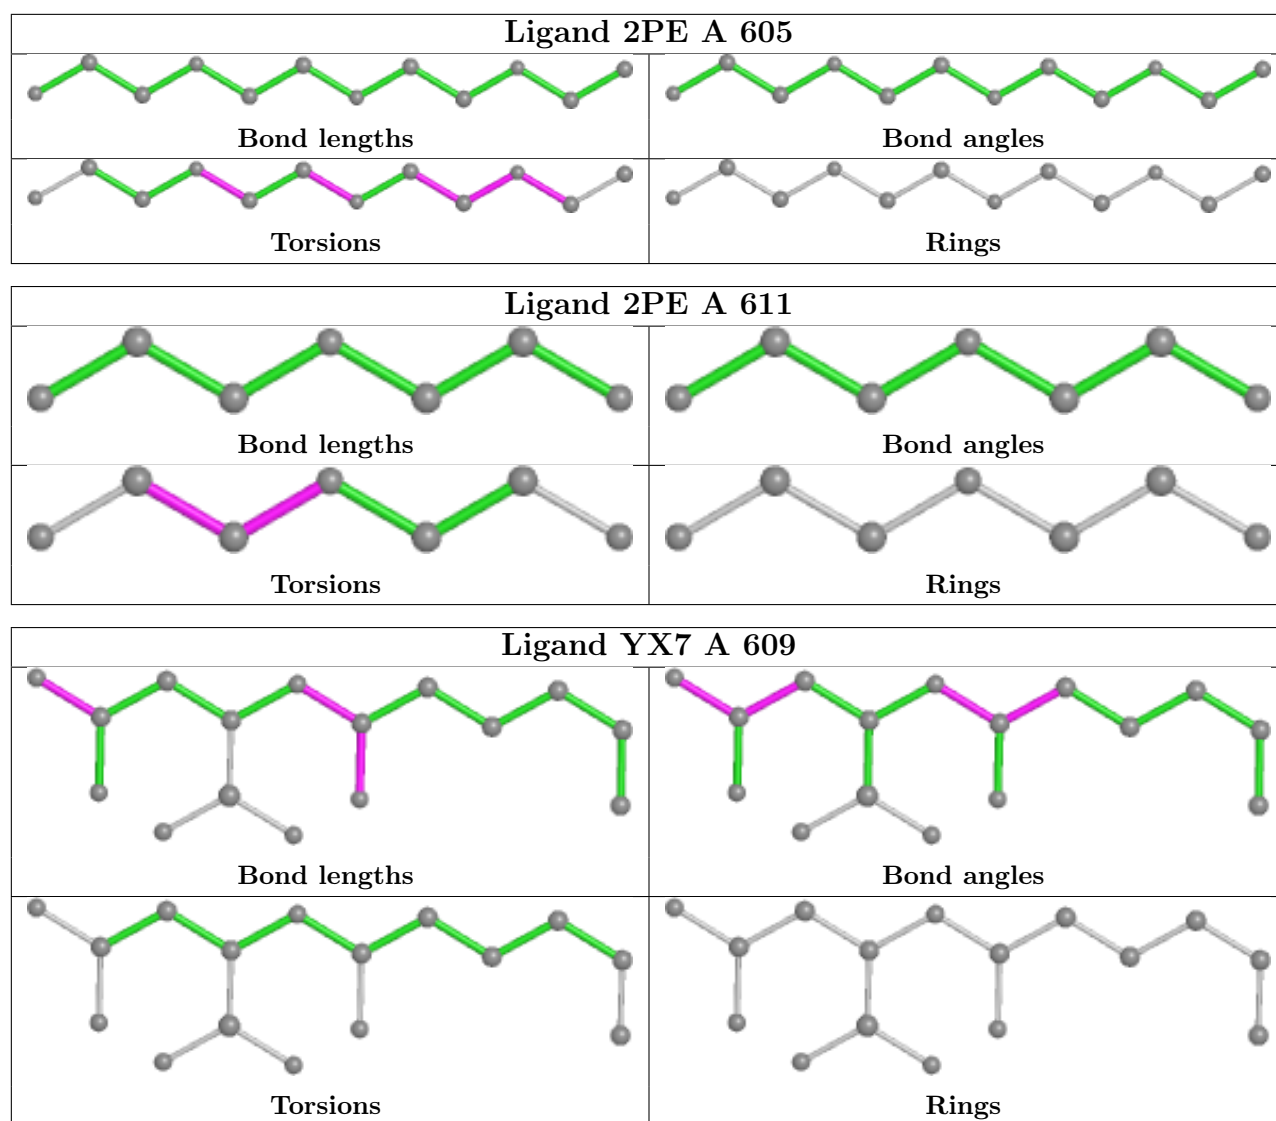 Ligand 2PE A 605
Bond lengths
Bond angles
Torsions
Rings
Ligand 2PE A 611
Bond lengths
Bond angles
Torsions
Rings
Ligand YX7 A 609
Bond lengths
Bond angles
Torsions
Rings